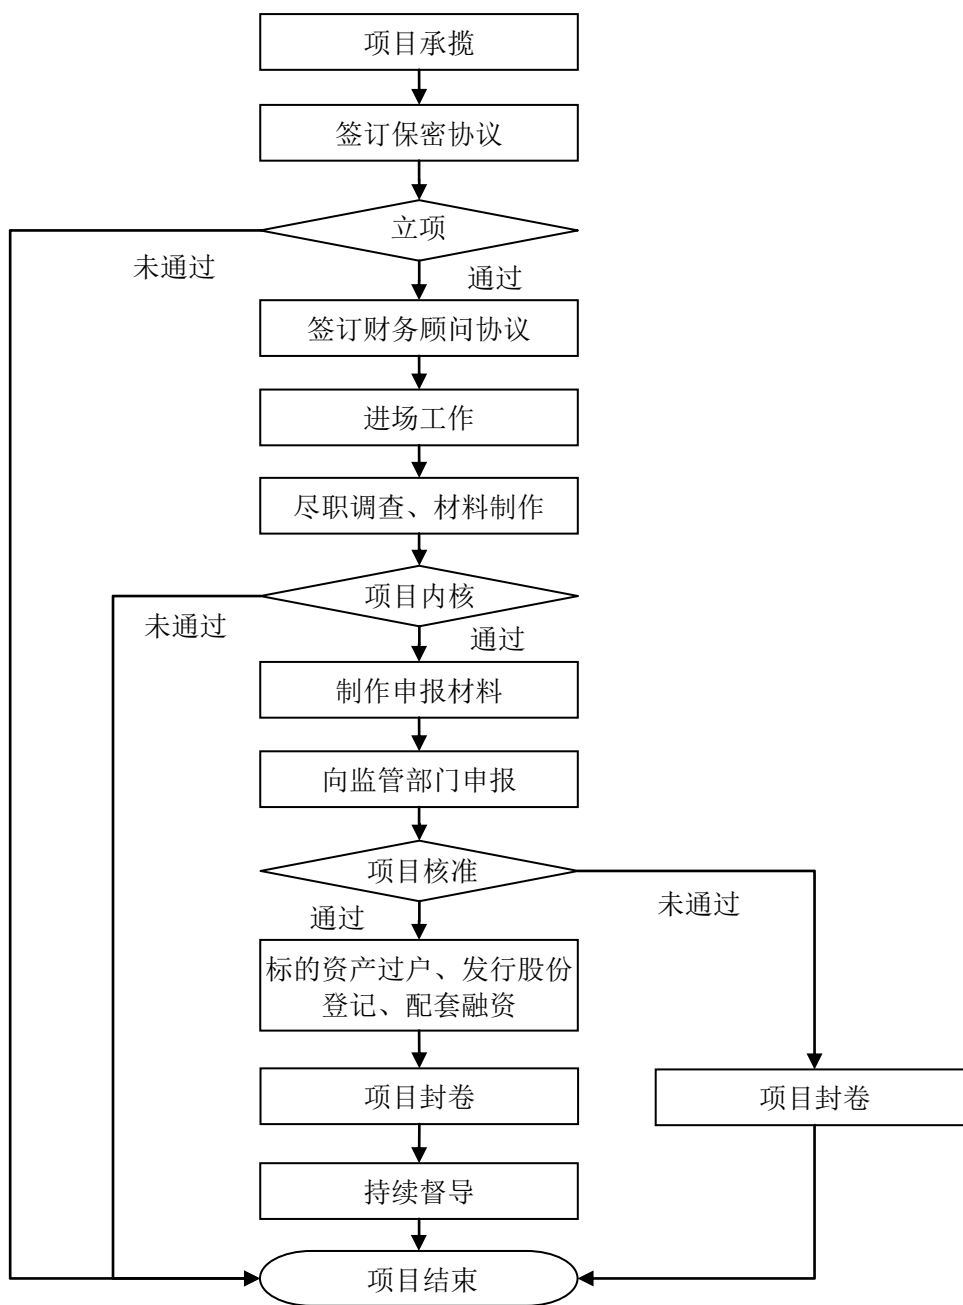 项目承揽
签订保密协议
立项
未通过
通过
签订财务顾问协议
进场工作
尽职调查、材料制作
项目内核
未通过
通过
制作申报材料
向监管部门申报
项目核准
通过
未通过
标的资产过户、发行股份
登记、配套融资
项目封卷
项目封卷
持续督导
项目结束